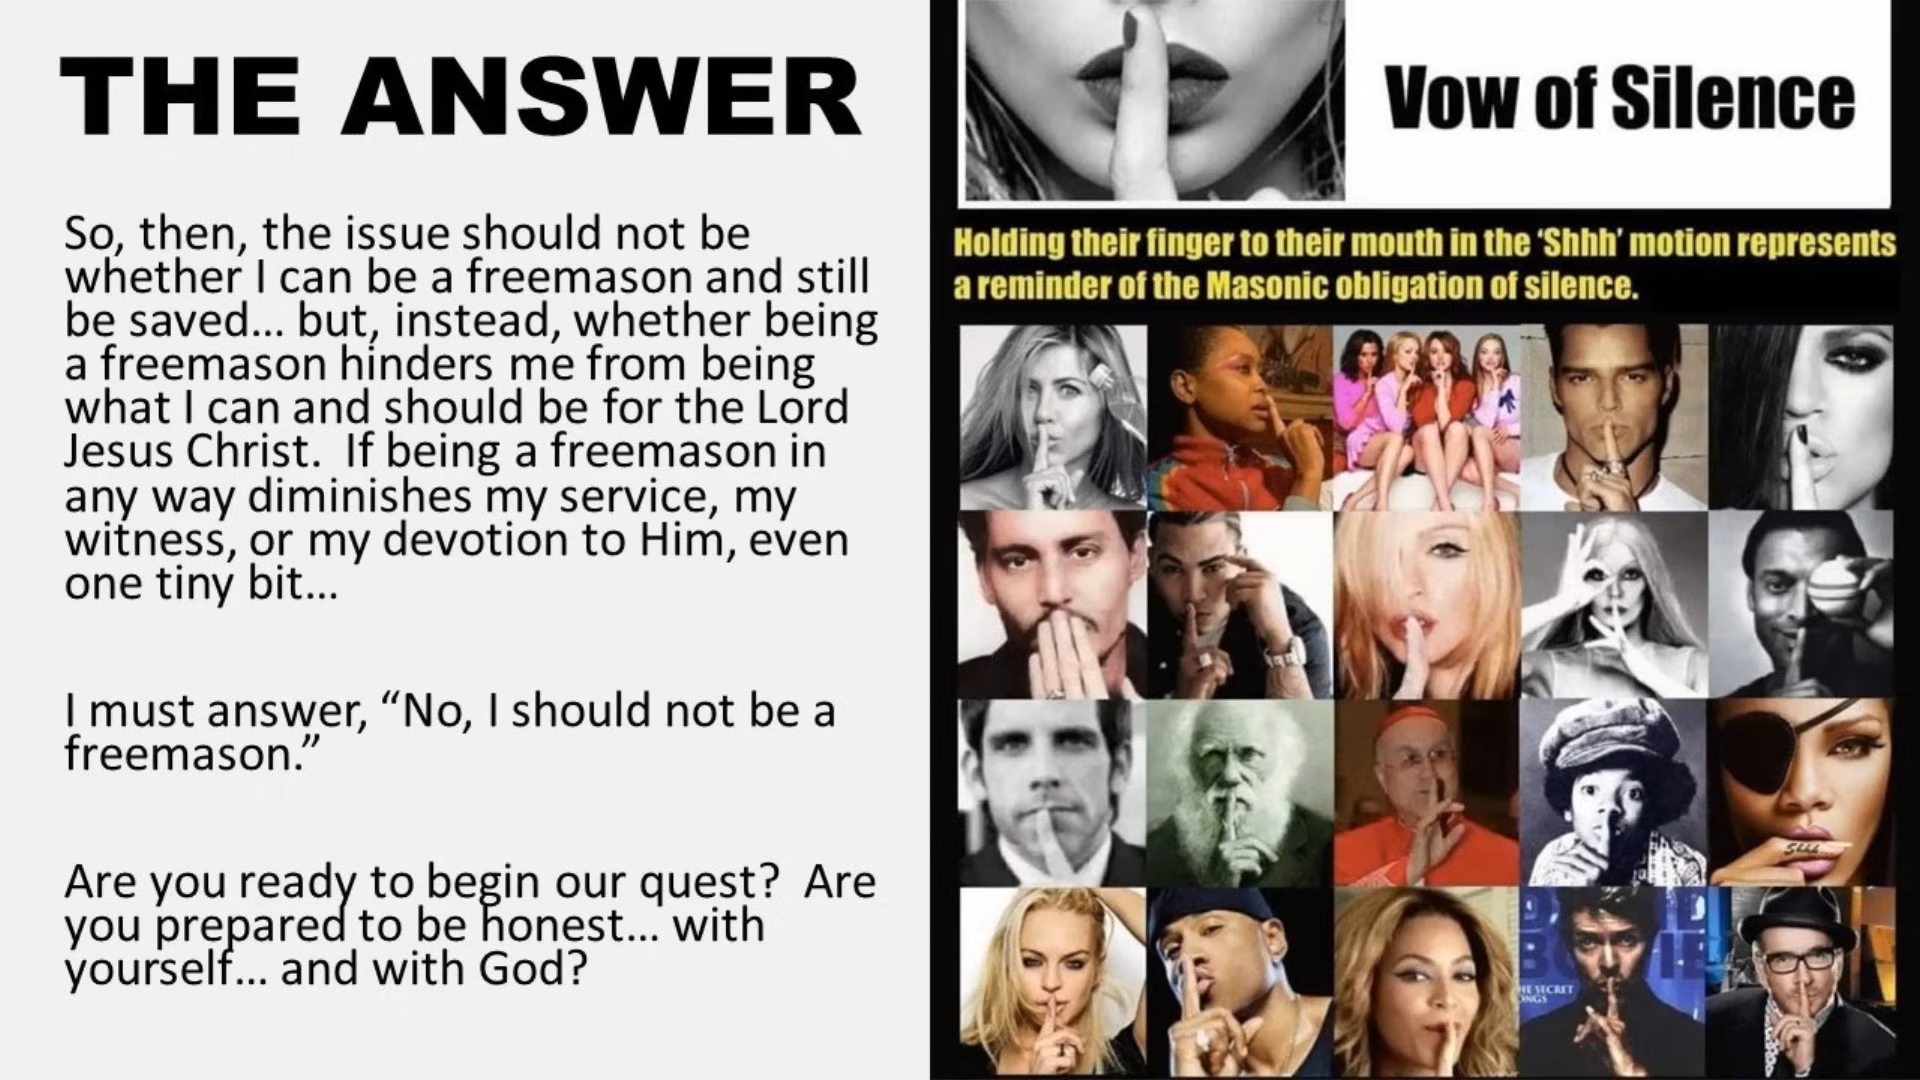 THE ANSWER
So, then, the issue should not be
whether I can be a freemason and still
be saved... but, instead, whether being
a freemason hinders me from being
what I can and should be for the Lord
Jesus Christ.  If being a freemason in
any way diminishes my service, my
witness, or my devotion to Him, even
one tiny bit...
I must answer, “No, I should not be a
freemason.”
Are you ready to begin our quest?  Are
you prepared to be honest... with
yourself... and with God?
Vow of Silence
Holding their finger to their mouth in the ‘Shhh’ motion represents
a reminder of the Masonic obligation of silence.
BOWIE
SECRET